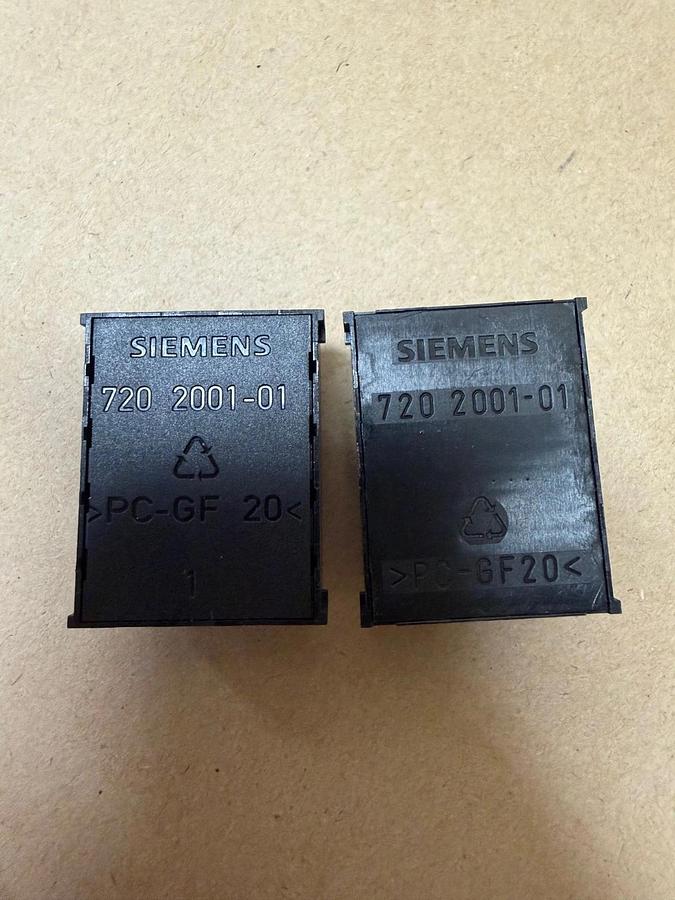 SIEMENS
720 2001-01
>PC-GF 20<
1
SIEMENS
720 2001-01
>PC-GF20<